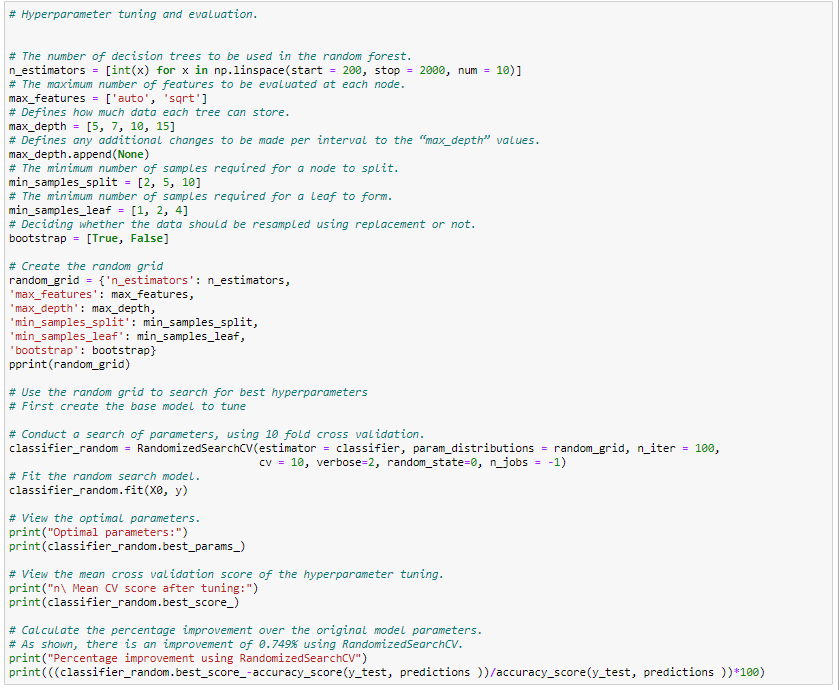 # Hyperparameter tuning and evaluation.
# The number of decision trees to be used in the random forest.
n_estimators = [int(x) for x in np.linspace(start = 200, stop = 2000, num = 10)]
# The maximum number of features to be evaluated at each node.
max_features = ['auto', 'sqrt']
# Defines how much data each tree can store.
max_depth = [5, 7, 10, 15]
# Defines any additional changes to be made per interval to the “max_depth” values.
max_depth.append(None)
# The minimum number of samples required for a node to split.
min_samples_split = [2, 5, 10]
# The minimum number of samples required for a leaf to form.
min_samples_leaf = [1, 2, 4]
# Deciding whether the data should be resampled using replacement or not.
bootstrap = [True, False]
# Create the random grid
random_grid = {'n_estimators': n_estimators,
'max_features': max_features,
'max_depth': max_depth,
'min_samples_split': min_samples_split,
'min_samples_leaf': min_samples_leaf,
'bootstrap': bootstrap}
pprint(random_grid)
# Use the random grid to search for best hyperparameters
# First create the base model to tune
# Conduct a search of parameters, using 10 fold cross validation.
classifier_random = RandomizedSearchCV(estimator = classifier, param_distributions = random_grid, n_iter = 100,
cv = 10, verbose=2, random_state=0, n_jobs = -1)
# Fit the random search model.
classifier_random.fit(X0, y)
# View the optimal parameters.
print("Optimal parameters:")
print(classifier_random.best_params_)
# View the mean cross validation score of the hyperparameter tuning.
print("n\ Mean CV score after tuning:")
print(classifier_random.best_score_)
# Calculate the percentage improvement over the original model parameters.
# As shown, there is an improvement of 0.749% using RandomizedSearchCV.
print("Percentage improvement using RandomizedSearchCV")
print(((classifier_random.best_score_-accuracy_score(y_test, predictions ))/accuracy_score(y_test, predictions ))*100)